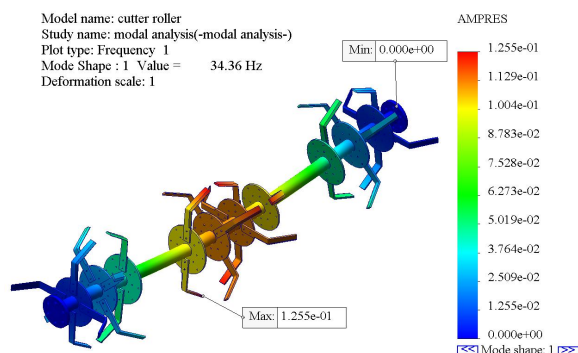 Model name: cutter roller
Study name: modal analysis(-modal analysis-)
Plot type: Frequency 1
Mode Shape : 1 Value = 34.36 Hz
Deformation scale: 1
AMPRES
Min: 0.000e+00
1.255e-01
1.129e-01
1.004e-01
8.783e-02
7.528e-02
6.273e-02
5.019e-02
3.764e-02
2.509e-02
1.255e-02
0.000e+00
Max: 1.255e-01
<< Mode shape: 1 >>